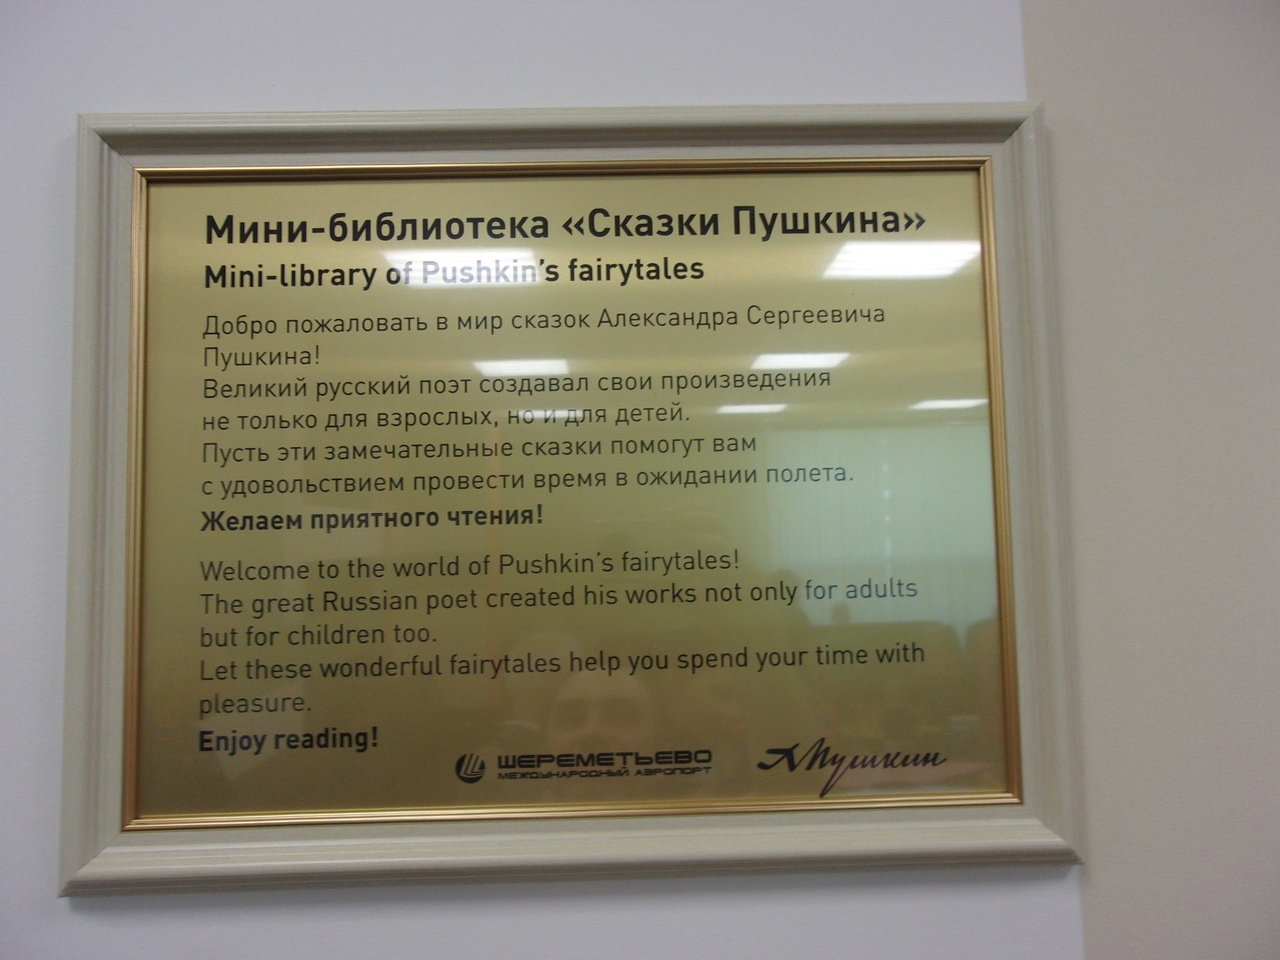 Мини-библиотека «Сказки Пушкина»
Mini-library of Pushkin's fairytales
Добро пожаловать в мир сказок Александра Сергеевича
Пушкина!
Великий русский поэт создавал свои произведения
не только для взрослых, но и для детей.
Пусть эти замечательные сказки помогут вам
с удовольствием провести время в ожидании полета.
Желаем приятного чтения!
Welcome to the world of Pushkin's fairytales!
The great Russian poet created his works not only for adults
but for children too.
Let these wonderful fairytales help you spend your time with
pleasure.
Enjoy reading!
ШЕРЕМЕТЬЕВО
МЕЖДУНАРОДНЫЙ АЭРОПОРТ
А Пушкин